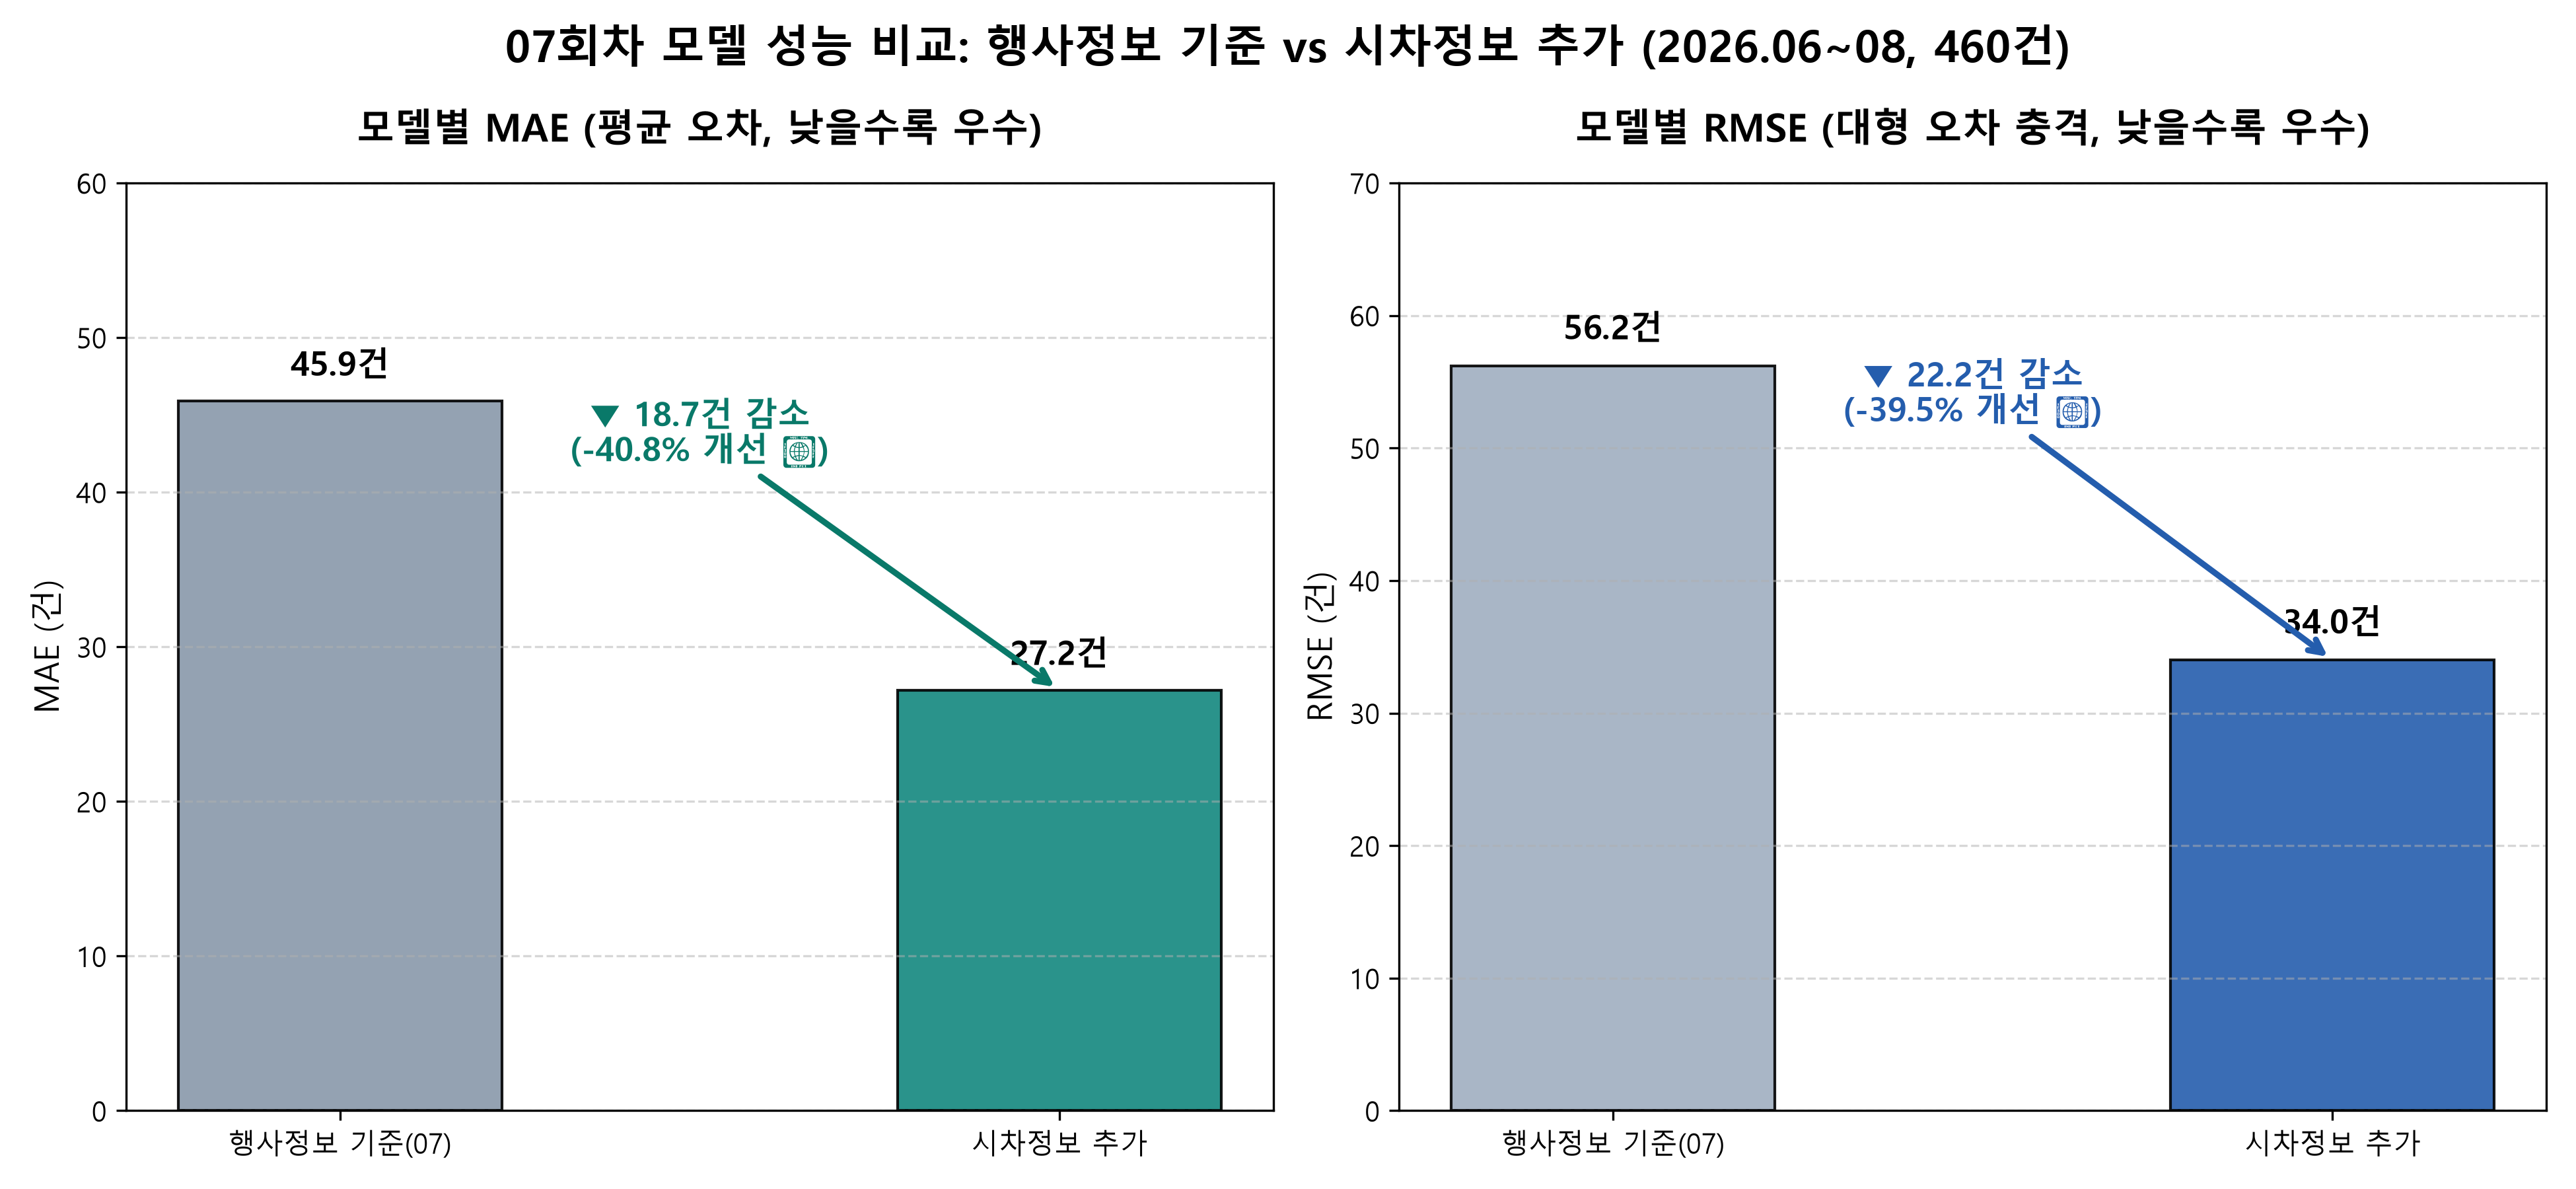 07회차 모델 성능 비교: 행사정보 기준 vs 시차정보 추가 (2026.06~08, 460건)
모델별 MAE (평균 오차, 낮을수록 우수)
60
50
40
30
20
10
0
MAE (건)
45.9건
▼ 18.7건 감소
(-40.8% 개선 )
27.2건
행사정보 기준(07)
시차정보 추가
모델별 RMSE (대형 오차 충격, 낮을수록 우수)
70
60
50
40
30
20
10
0
RMSE (건)
56.2건
▼ 22.2건 감소
(-39.5% 개선 )
34.0건
행사정보 기준(07)
시차정보 추가